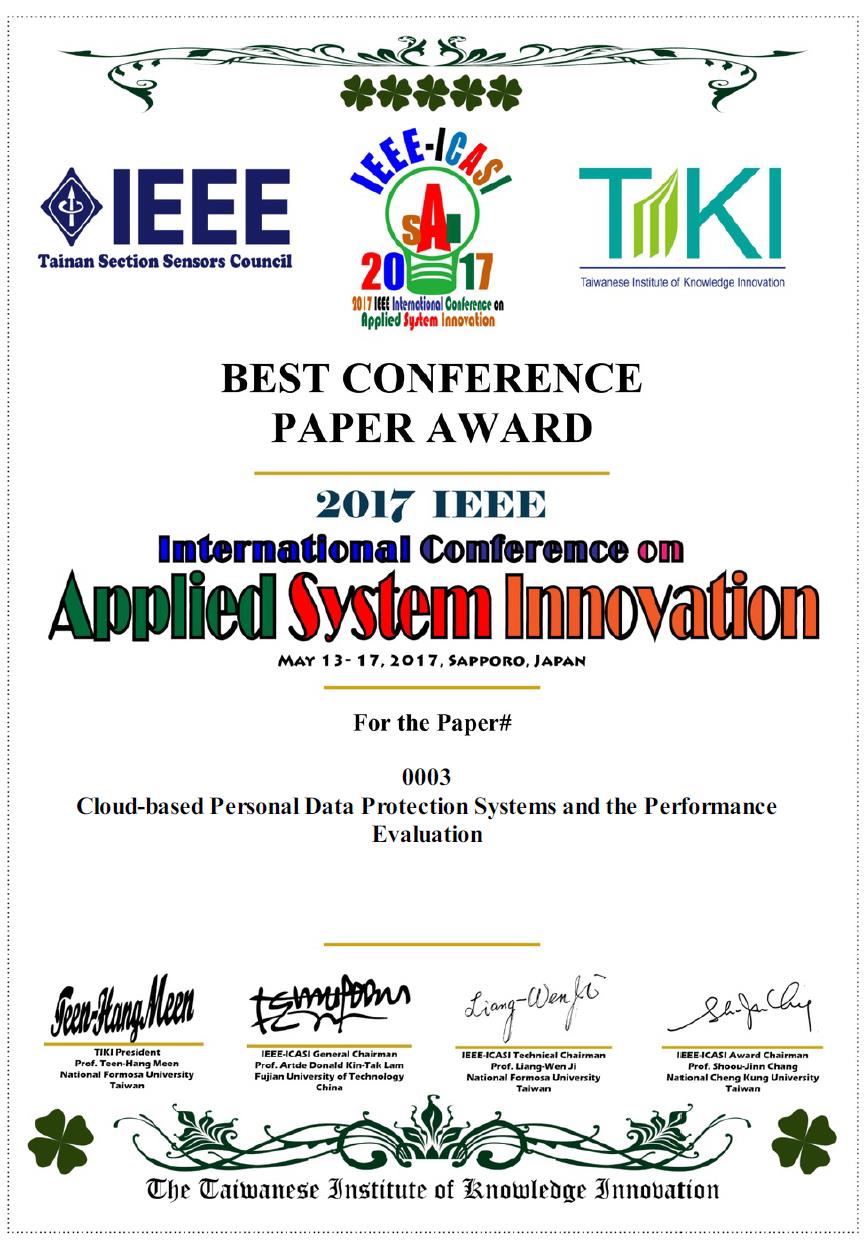 IEEE
Tainan Section Sensors Council
IEEE-ICASI
SAI
2017
2017 IEEE International Conference on
Applied System Innovation
TIIKI
Taiwanese Institute of Knowledge Innovation
BEST CONFERENCE
PAPER AWARD
2017 IEEE
International Conference on
Applied System Innovation
MAY 13- 17, 2017, SAPPORO, JAPAN
For the Paper#
0003
Cloud-based Personal Data Protection Systems and the Performance
Evaluation
Teen-Hang Meen
Liang-Wen Ji
TIKI President
Prof. Teen-Hang Meen
National Formosa University
Taiwan
IEEE-ICASI General Chairman
Prof. Artde Donald Kin-Tak Lam
Fujian University of Technology
China
IEEE-ICASI Technical Chairman
Prof. Liang-Wen Ji
National Formosa University
Taiwan
IEEE-ICASI Award Chairman
Prof. Shoou-Jinn Chang
National Cheng Kung University
Taiwan
The Taiwanese Institute of Knowledge Innovation